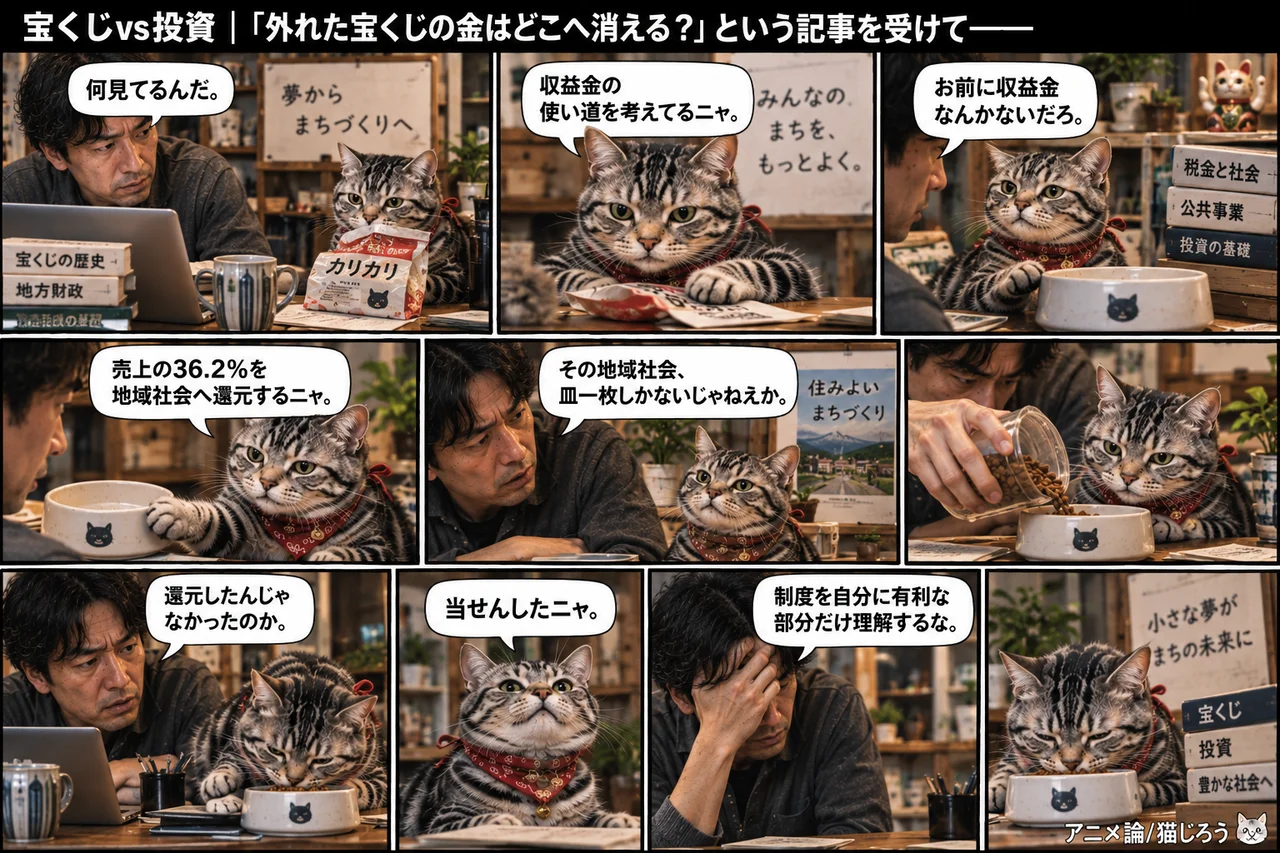 宝くじvs投資｜「外れた宝くじの金はどこへ消える？」という記事を受けて――
何見てるんだ。
夢から
まちづくりへ
宝くじの歴史
地方財政
カリカリ
収益金の
使い道を考えてるニャ。
みんなの
まちを、
もっとよく。
お前に収益金
なんかないだろ。
税金と社会
公共事業
投資の基礎
売上の36.2%を
地域社会へ還元するニャ。
その地域社会、
皿一枚しかないじゃねえか。
住みよい
まちづくり
還元したんじゃ
なかったのか。
当せんしたニャ。
制度を自分に有利な
部分だけ理解するな。
小さな夢が
まちの未来に
宝くじ
投資
豊かな社会へ
アニメ論/猫じろう